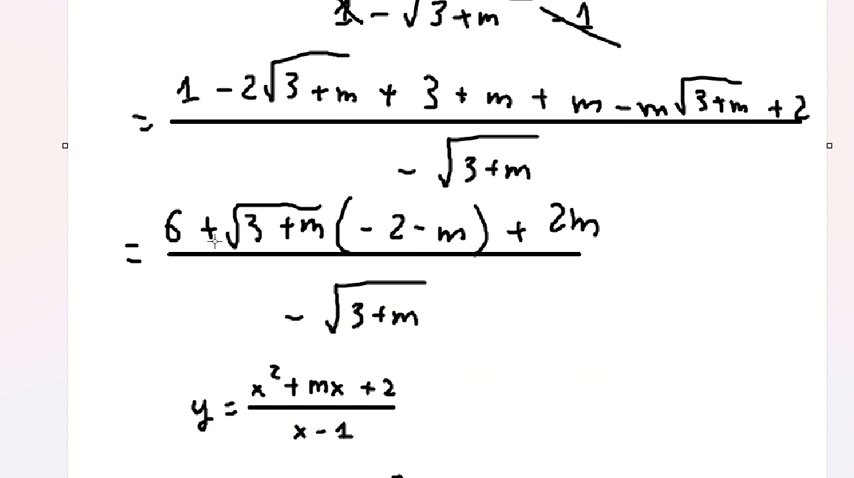 1 - √3+m - 1
= 1 - 2√3+m + 3 + m + m - m√3+m + 2
- √3+m
= 6 + √3+m (-2-m) + 2m
- √3+m
y = x² + mx + 2
x - 1